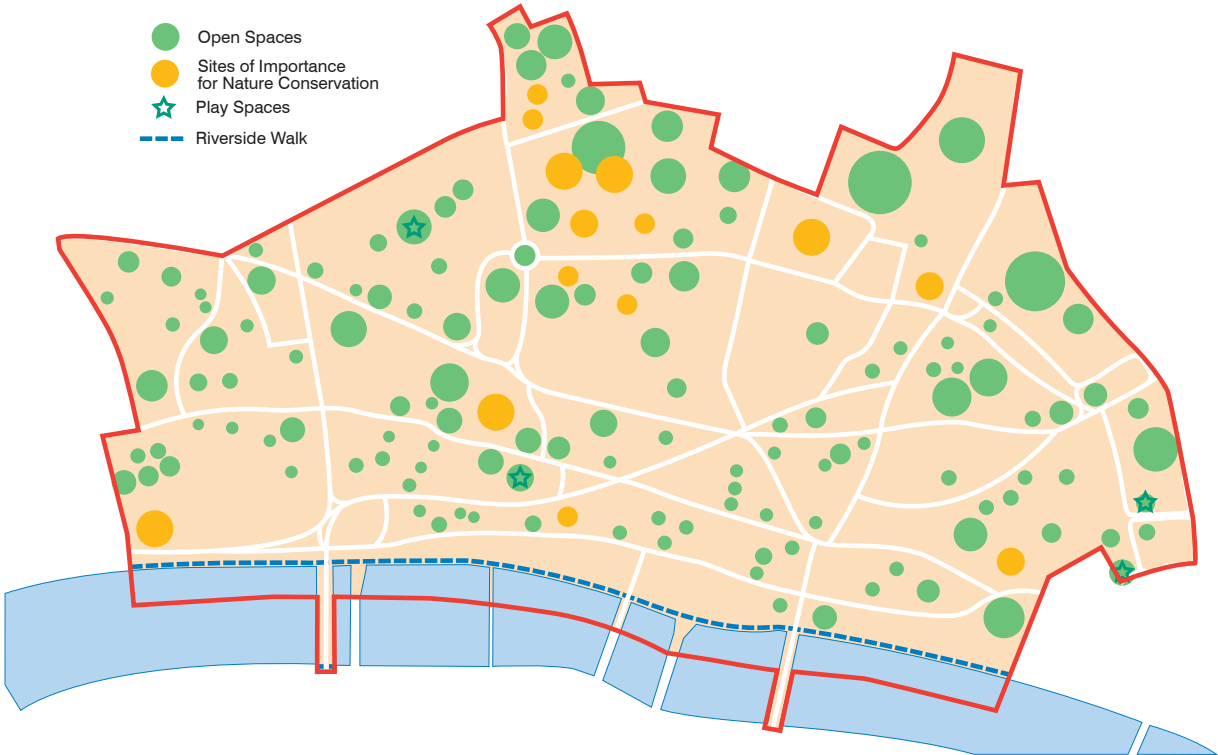 Open Spaces
Sites of Importance
for Nature Conservation
Play Spaces
Riverside Walk